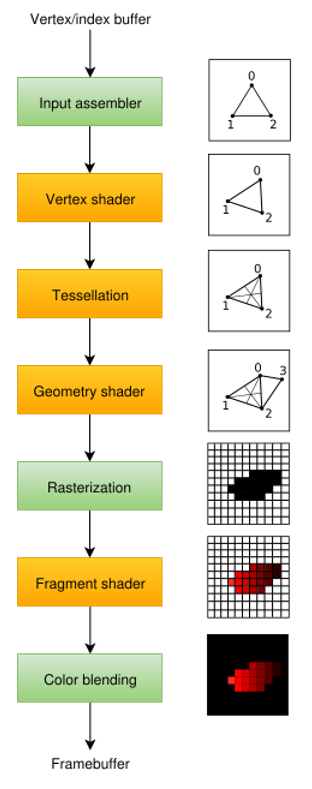 Vertex/index buffer
Input assembler
0
1
2
Vertex shader
0
1
2
Tessellation
0
1
2
Geometry shader
0
3
1
2
Rasterization
Fragment shader
Color blending
Framebuffer